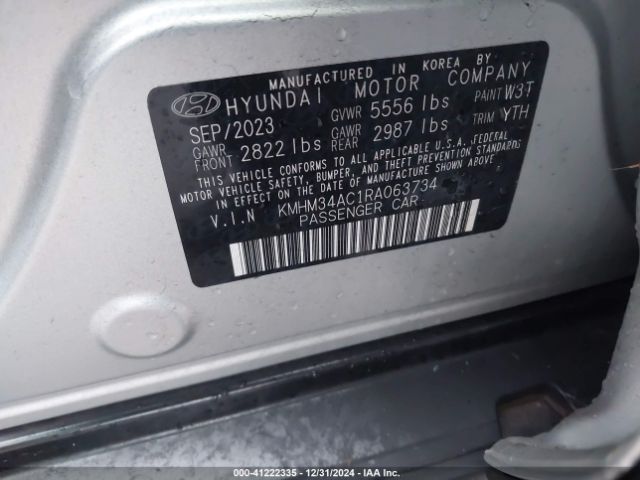 MANUFACTURED IN KOREA BY
HYUNDAI MOTOR COMPANY
SEP/2023 GVWR 5556 lbs PAINT W3T
GAWR FRONT 2822 lbs GAWR REAR 2987 lbs TRIM YTH
THIS VEHICLE CONFORMS TO ALL APPLICABLE U.S.A. FEDERAL
MOTOR VEHICLE SAFETY, BUMPER, AND THEFT PREVENTION STANDARDS
IN EFFECT ON THE DATE OF MANUFACTURE SHOWN ABOVE.
V.I.N KMHM34AC1RA063734
PASSENGER CAR
000-41222335 - 12/31/2024 - IAA Inc.